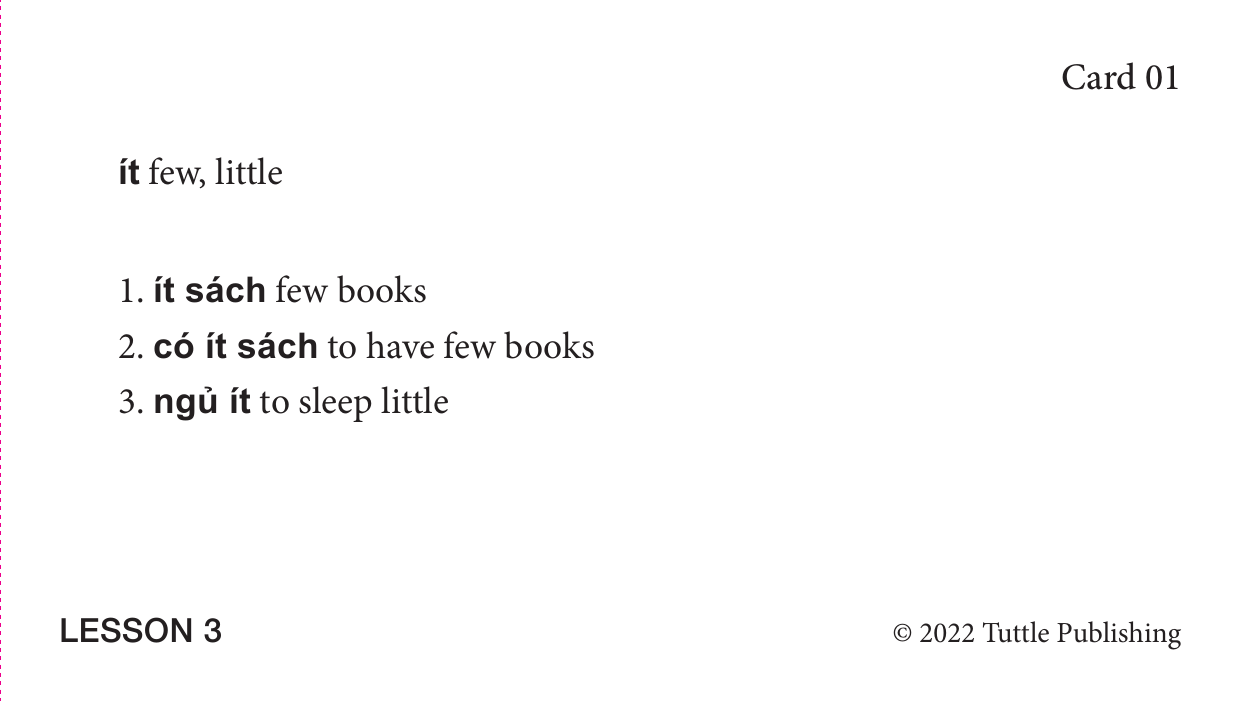 Card 01
ít few, little
1. ít sách few books
2. có ít sách to have few books
3. ngủ ít to sleep little
LESSON 3
© 2022 Tuttle Publishing